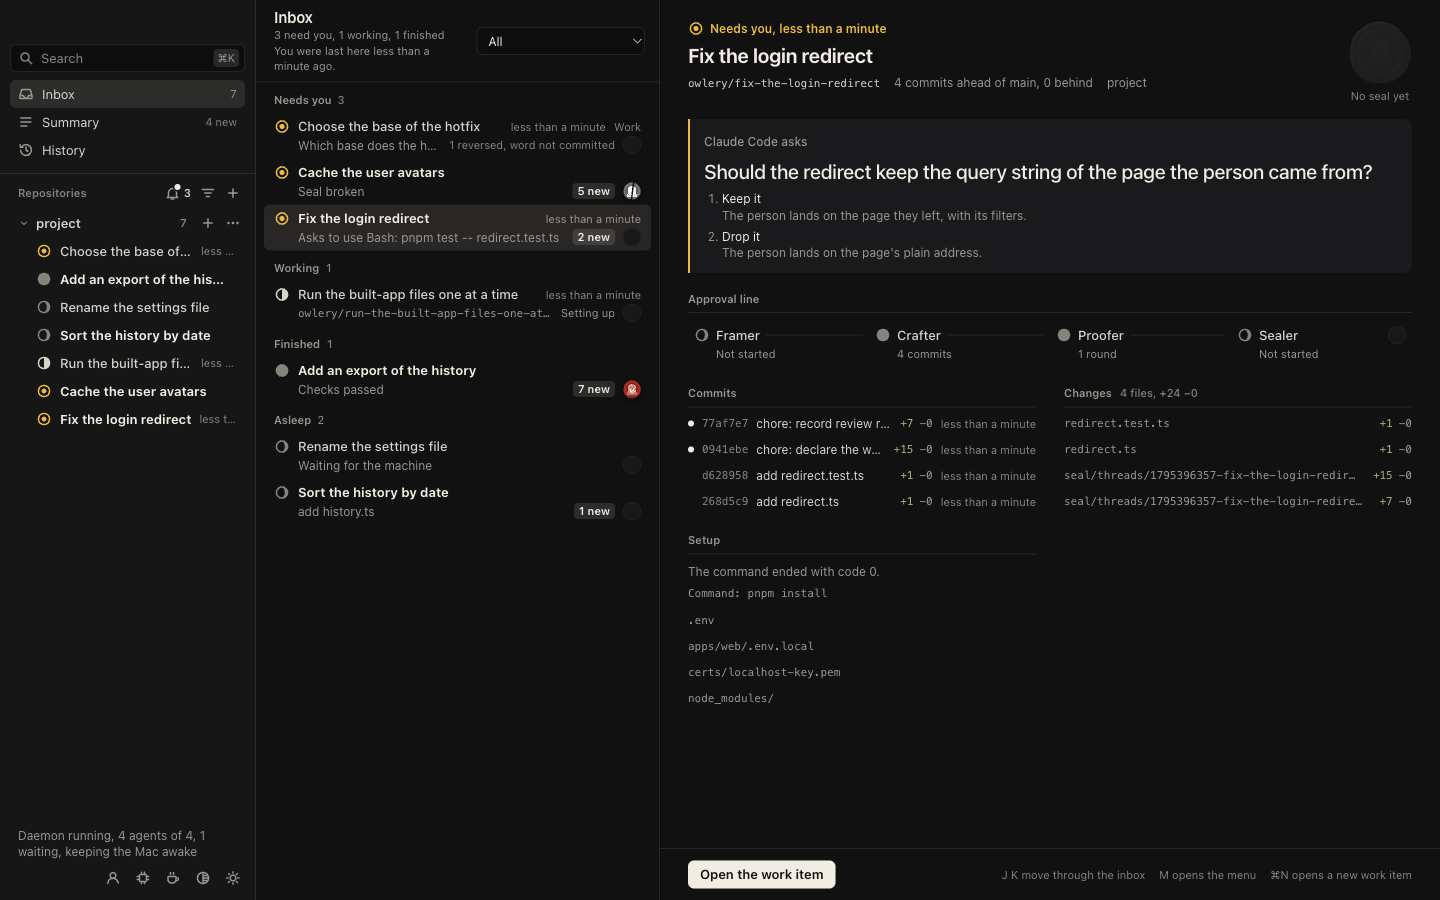 Search ⌘K
Inbox 7
Summary 4 new
History
Repositories 3
project 7
Choose the base of... less ...
Add an export of the his...
Rename the settings file
Sort the history by date
Run the built-app fi... less ...
Cache the user avatars
Fix the login redirect less t...
Daemon running, 4 agents of 4, 1
waiting, keeping the Mac awake
Inbox
3 need you, 1 working, 1 finished
You were last here less than a
minute ago.
All
Needs you 3
Choose the base of the hotfix less than a minute Work
Which base does the h... 1 reversed, word not committed
Cache the user avatars
Seal broken 5 new
Fix the login redirect less than a minute
Asks to use Bash: pnpm test -- redirect.test.ts 2 new
Working 1
Run the built-app files one at a time less than a minute
owlery/run-the-built-app-files-one-at... Setting up
Finished 1
Add an export of the history
Checks passed 7 new
Asleep 2
Rename the settings file
Waiting for the machine
Sort the history by date
add history.ts 1 new
Needs you, less than a minute
Fix the login redirect
owlery/fix-the-login-redirect 4 commits ahead of main, 0 behind project
No seal yet
Claude Code asks
Should the redirect keep the query string of the page the person came from?
1. Keep it
The person lands on the page they left, with its filters.
2. Drop it
The person lands on the page's plain address.
Approval line
Framer Crafter Proofer Sealer
Not started 4 commits 1 round Not started
Commits
77af7e7 chore: record review r... +7 −0 less than a minute
0941ebe chore: declare the w... +15 −0 less than a minute
d628958 add redirect.test.ts +1 −0 less than a minute
268d5c9 add redirect.ts +1 −0 less than a minute
Changes 4 files, +24 −0
redirect.test.ts +1 −0
redirect.ts +1 −0
seal/threads/1795396357-fix-the-login-redir... +15 −0
seal/threads/1795396357-fix-the-login-redire... +7 −0
Setup
The command ended with code 0.
Command: pnpm install
.env
apps/web/.env.local
certs/localhost-key.pem
node_modules/
Open the work item
J K move through the inbox M opens the menu ⌘N opens a new work item